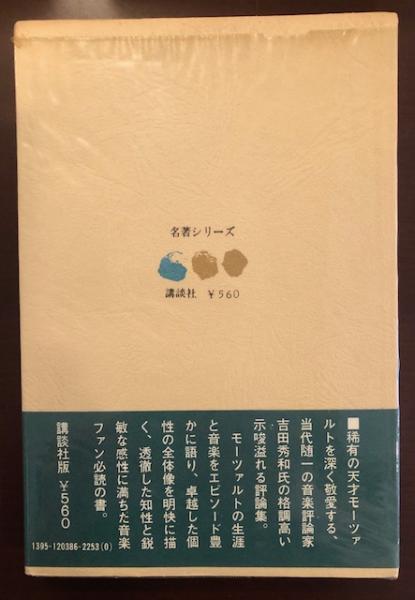 名著シリーズ
講談社 ¥560
■稀有の天才モーツァ
ルトを深く敬愛する、
当代随一の音楽評論家
吉田秀和氏の格調高い
示唆溢れる評論集。
モーツァルトの生涯
と音楽をエピソード豊
かに語り、卓越した個
性の全体像を明快に描
く、透徹した知性と鋭
敏な感性に満ちた音楽
ファン必読の書。
講談社版 ¥560
1395-120386-2253(0)